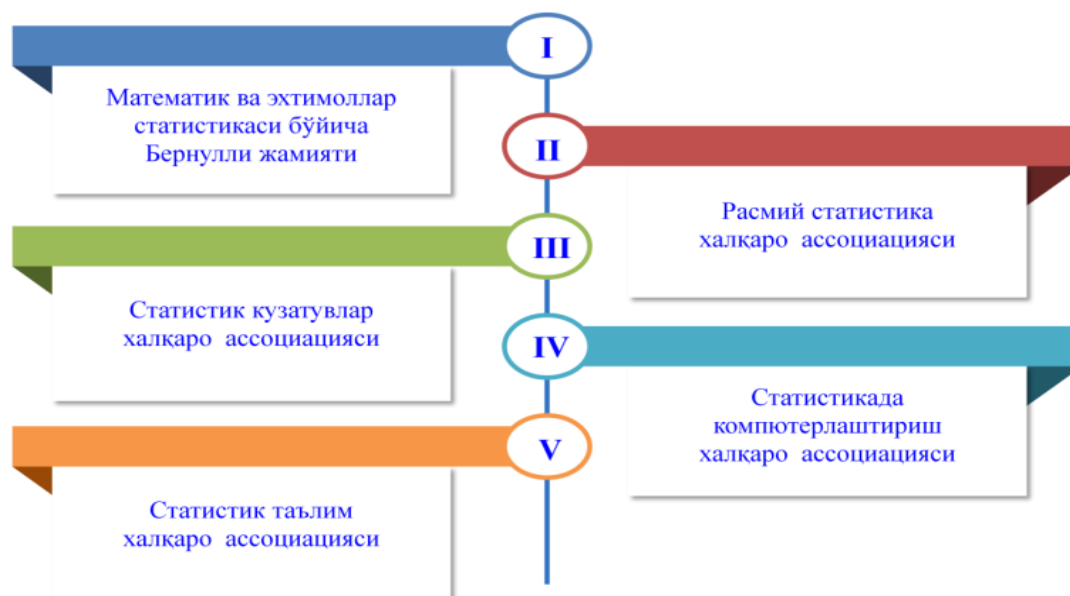 I
Математик ва эхтимоллар
статистикаси бўйича
Бернулли жамияти
II
Расмий статистика
халқаро ассоциацияси
III
Статистик кузатувлар
халқаро ассоциацияси
IV
Статистикада
компютерлаштириш
халқаро ассоциацияси
V
Статистик таълим
халқаро ассоциацияси